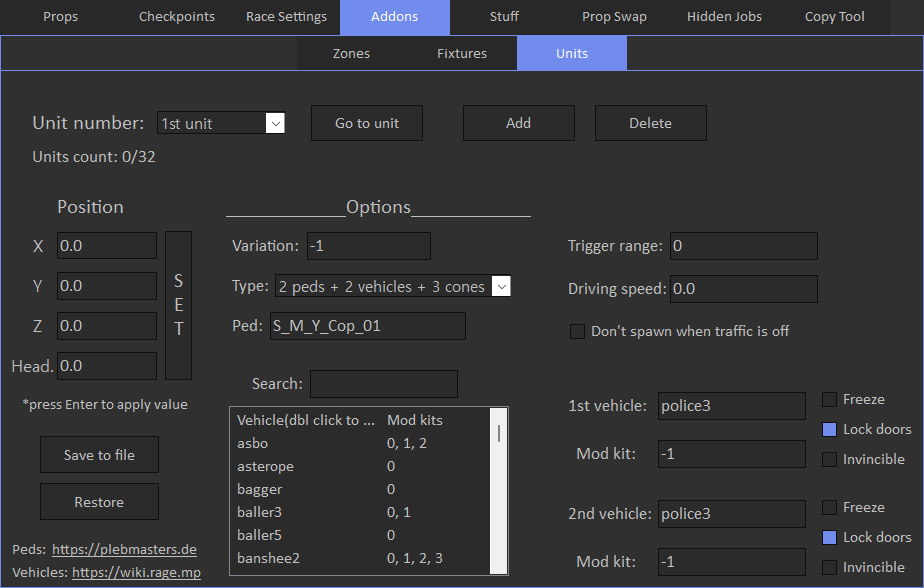 Props Checkpoints Race Settings Addons Stuff Prop Swap Hidden Jobs Copy Tool
Zones Fixtures Units
Unit number: 1st unit Go to unit Add Delete
Units count: 0/32
Position
X 0.0
Y 0.0
Z 0.0
Head. 0.0
S
E
T
*press Enter to apply value
Save to file
Restore
Peds: https://plebmasters.de
Vehicles: https://wiki.rage.mp
Options
Variation: -1
Type: 2 peds + 2 vehicles + 3 cones
Ped: S_M_Y_Cop_01
Search:
Vehicle(dbl click to ... Mod kits
asbo 0, 1, 2
asterope 0
bagger 0
baller3 0, 1
baller5 0
banshee2 0, 1, 2, 3
Trigger range: 0
Driving speed: 0.0
Don't spawn when traffic is off
1st vehicle: police3
Mod kit: -1
Freeze
Lock doors
Invincible
2nd vehicle: police3
Mod kit: -1
Freeze
Lock doors
Invincible